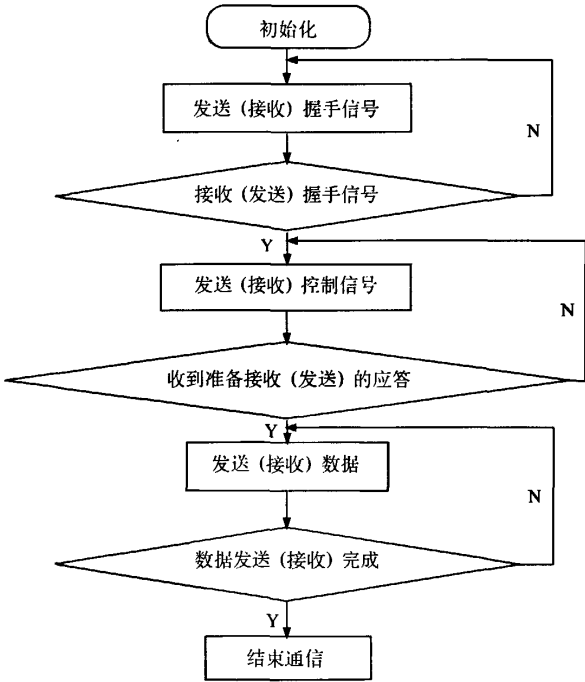 初始化
发送(接收)握手信号
N
接收(发送)握手信号
Y
发送(接收)控制信号
N
收到准备接收(发送)的应答
Y
发送(接收)数据
N
数据发送(接收)完成
Y
结束通信